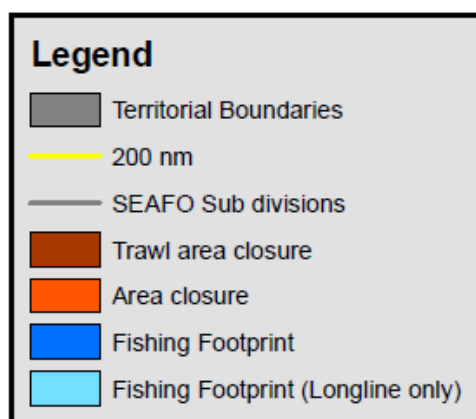 Legend
Territorial Boundaries
200 nm
SEAFO Sub divisions
Trawl area closure
Area closure
Fishing Footprint
Fishing Footprint (Longline only)